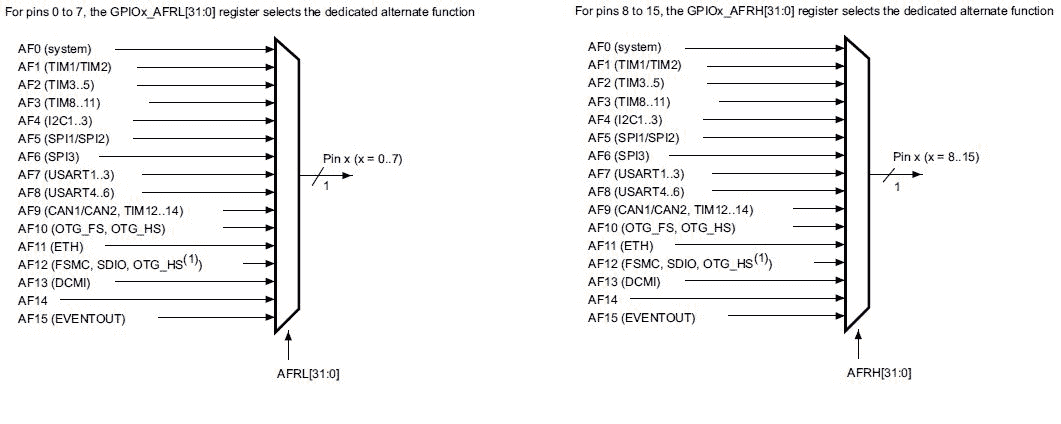 For pins 0 to 7, the GPIOx_AFRL[31:0] register selects the dedicated alternate function
AF0 (system)
AF1 (TIM1/TIM2)
AF2 (TIM3..5)
AF3 (TIM8..11)
AF4 (I2C1..3)
AF5 (SPI1/SPI2)
AF6 (SPI3)
AF7 (USART1..3)
AF8 (USART4..6)
AF9 (CAN1/CAN2, TIM12..14)
AF10 (OTG_FS, OTG_HS)
AF11 (ETH)
AF12 (FSMC, SDIO, OTG_HS(1))
AF13 (DCMI)
AF14
AF15 (EVENTOUT)
Pin x (x = 0..7)
1
AFRL[31:0]
For pins 8 to 15, the GPIOx_AFRH[31:0] register selects the dedicated alternate function
AF0 (system)
AF1 (TIM1/TIM2)
AF2 (TIM3..5)
AF3 (TIM8..11)
AF4 (I2C1..3)
AF5 (SPI1/SPI2)
AF6 (SPI3)
AF7 (USART1..3)
AF8 (USART4..6)
AF9 (CAN1/CAN2, TIM12..14)
AF10 (OTG_FS, OTG_HS)
AF11 (ETH)
AF12 (FSMC, SDIO, OTG_HS(1))
AF13 (DCMI)
AF14
AF15 (EVENTOUT)
Pin x (x = 8..15)
1
AFRH[31:0]